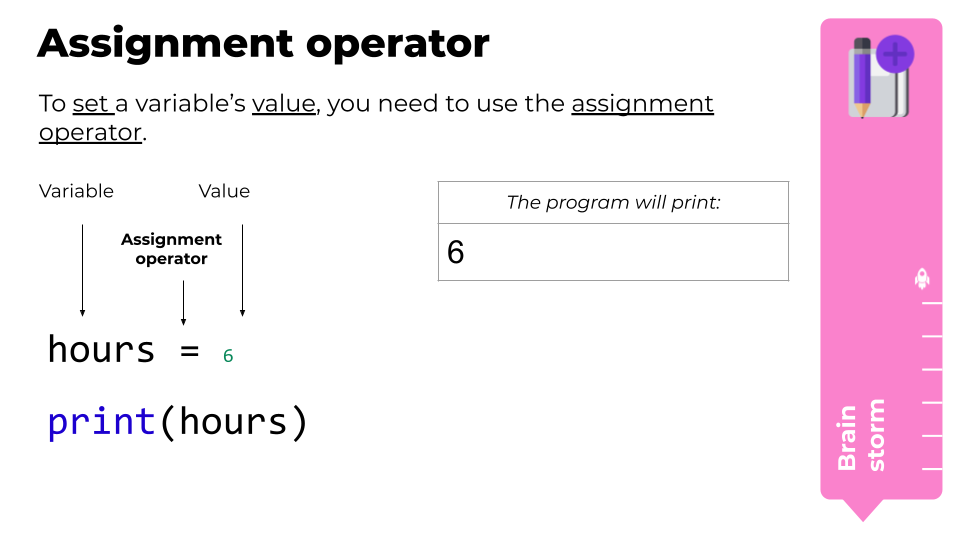 Assignment operator
To set a variable’s value, you need to use the assignment
operator.
Variable
Value
Assignment
operator
hours = 6
print(hours)
The program will print:
6
Brain
storm